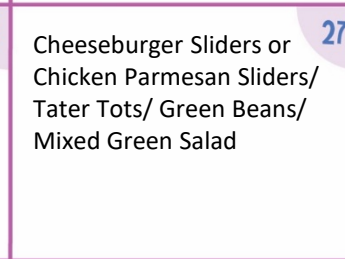 27
Cheeseburger Sliders or
Chicken Parmesan Sliders/
Tater Tots/ Green Beans/
Mixed Green Salad